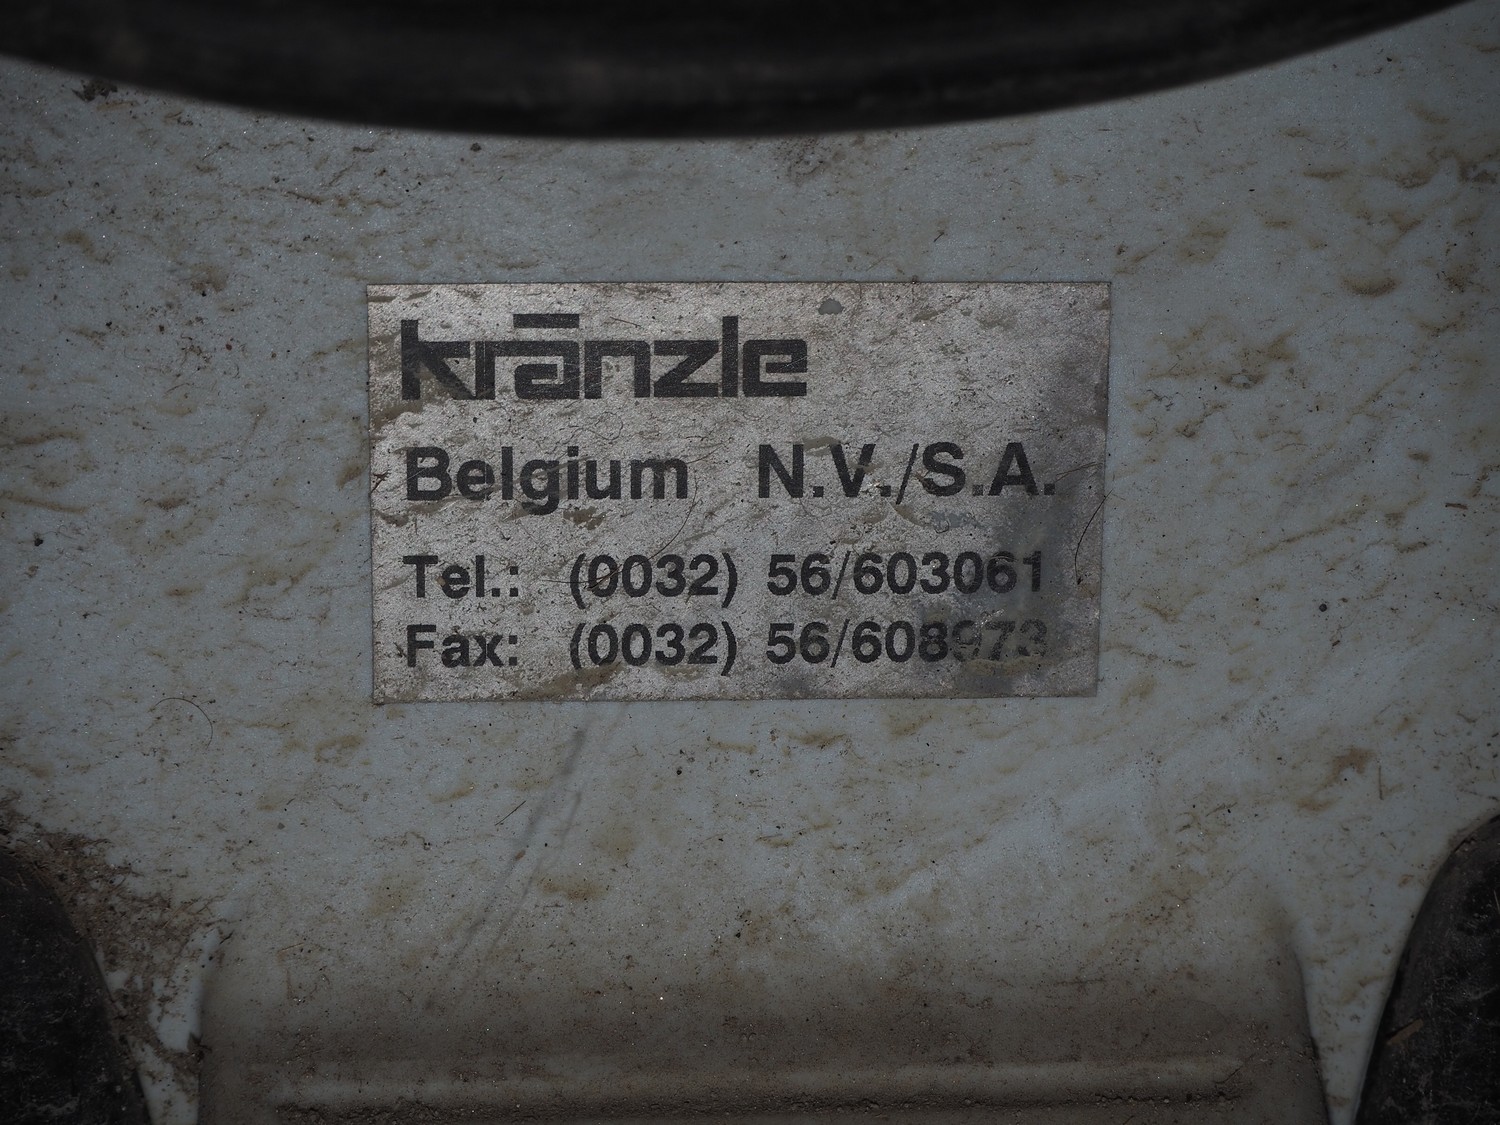 kränzle
Belgium N.V./S.A.
Tel.: (0032) 56/603061
Fax: (0032) 56/608973